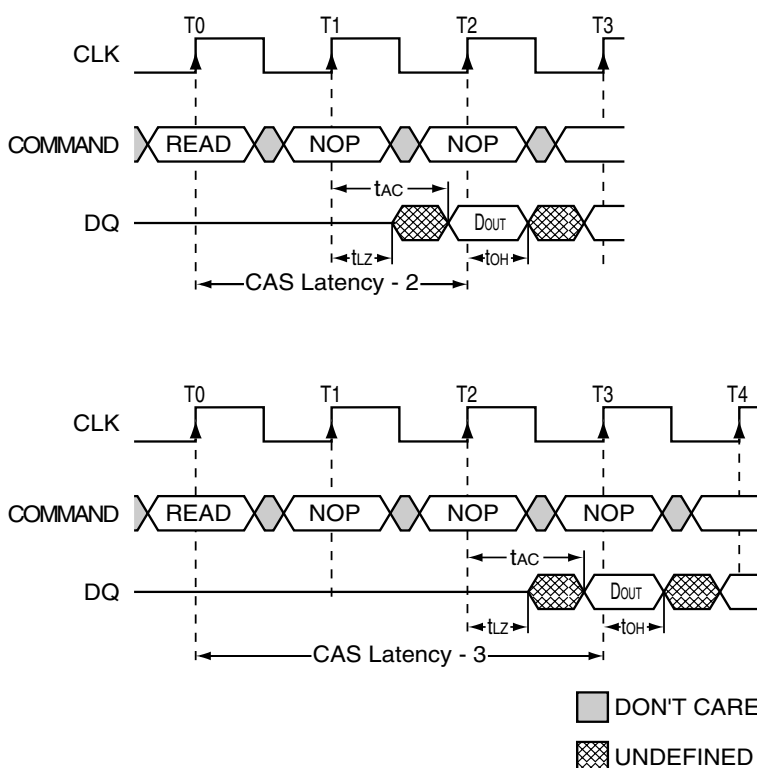 T0 T1 T2 T3
CLK
COMMAND READ NOP NOP
tAC
DQ DOUT
tLZ tOH
CAS Latency - 2
T0 T1 T2 T3 T4
CLK
COMMAND READ NOP NOP NOP
tAC
DQ DOUT
tLZ tOH
CAS Latency - 3
DON'T CARE
UNDEFINED